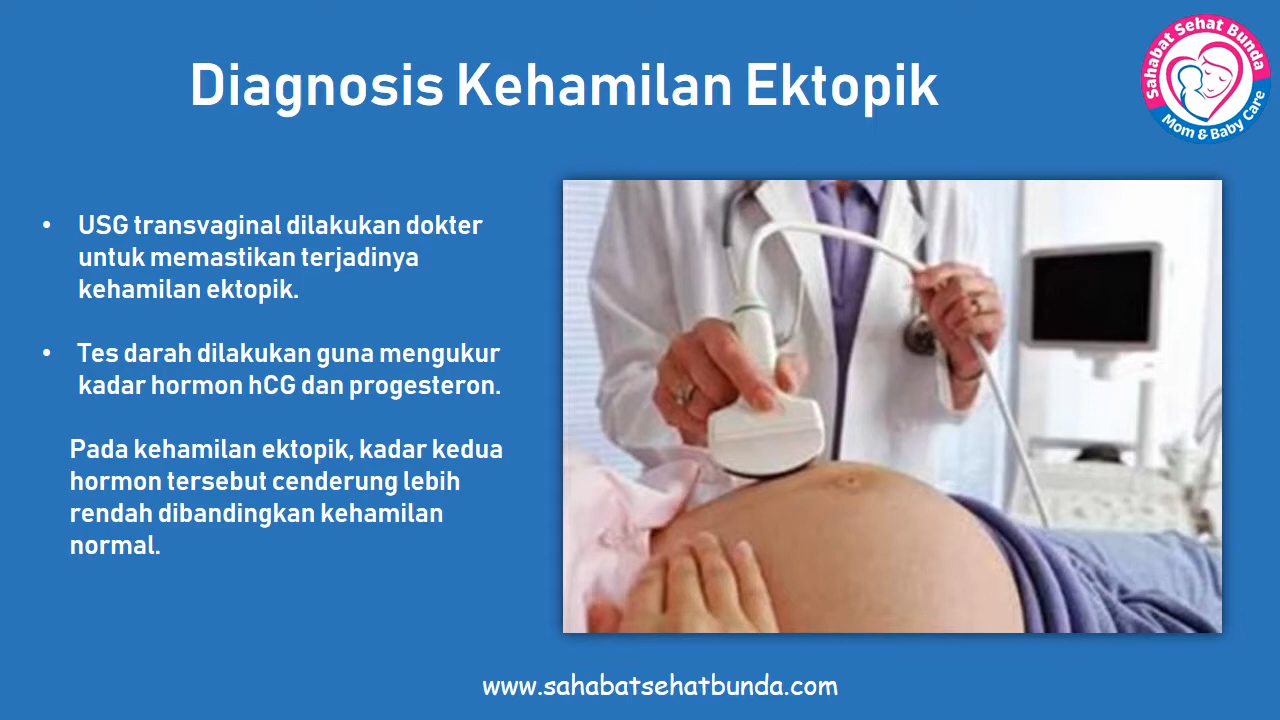 Diagnosis Kehamilan Ektopik
Sahabat Sehat Bunda
Mom & Baby Care
• USG transvaginal dilakukan dokter
untuk memastikan terjadinya
kehamilan ektopik.
• Tes darah dilakukan guna mengukur
kadar hormon hCG dan progesteron.
Pada kehamilan ektopik, kadar kedua
hormon tersebut cenderung lebih
rendah dibandingkan kehamilan
normal.
www.sahabatsehatbunda.com